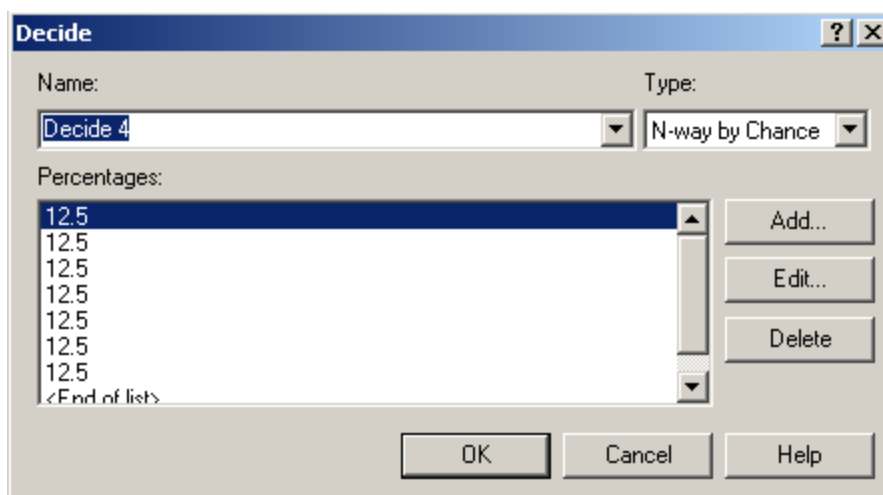 Decide
Name:
Type:
Decide 4
N-way by Chance
Percentages:
12.5
12.5
12.5
12.5
12.5
12.5
12.5
<End of list>
Add...
Edit...
Delete
OK
Cancel
Help